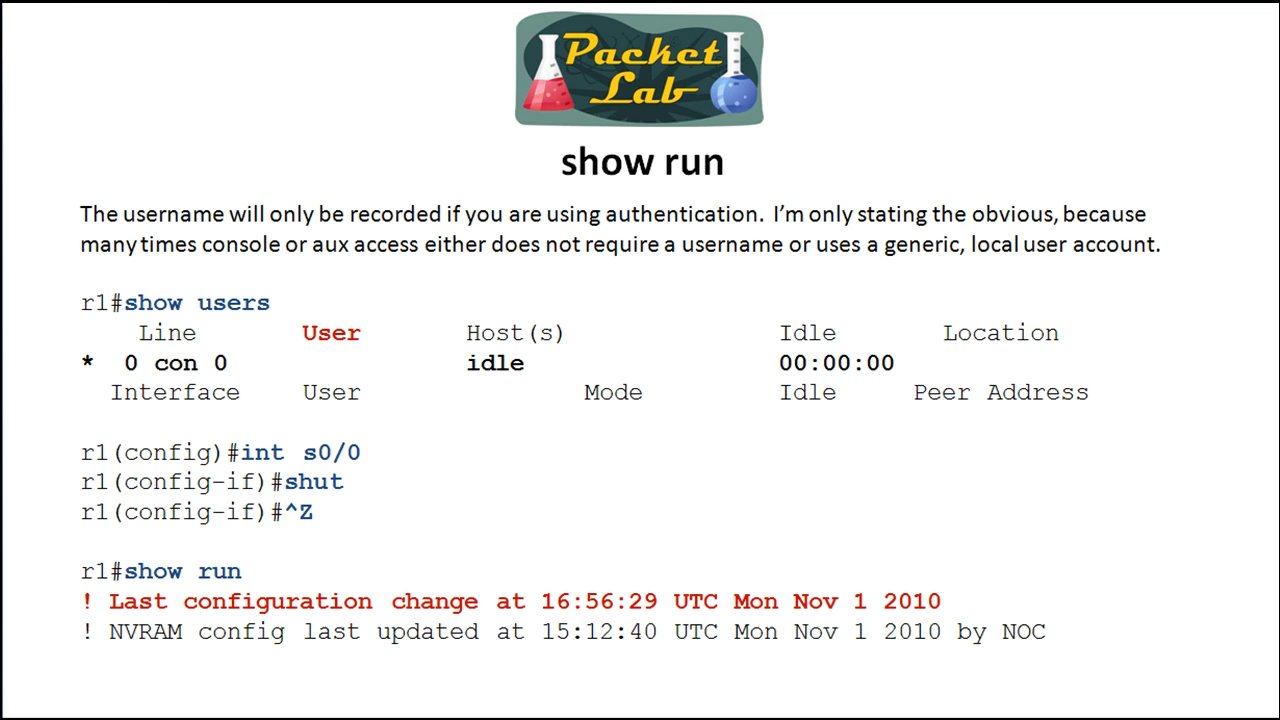 Packet
Lab
show run
The username will only be recorded if you are using authentication.  I'm only stating the obvious, because
many times console or aux access either does not require a username or uses a generic, local user account.
r1#show users
Line User Host(s) Idle Location
* 0 con 0 idle 00:00:00
Interface User Mode Idle Peer Address
r1(config)#int s0/0
r1(config-if)#shut
r1(config-if)#^Z
r1#show run
! Last configuration change at 16:56:29 UTC Mon Nov 1 2010
! NVRAM config last updated at 15:12:40 UTC Mon Nov 1 2010 by NOC